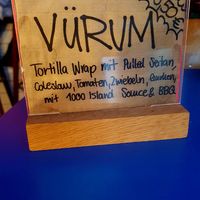 VÜRUM
Tortilla Wrap mit Pulled Seitan,
Coleslaw, Tomaten, Zwiebeln, Gurken,
mit 1000 Island Sauce & BBQ